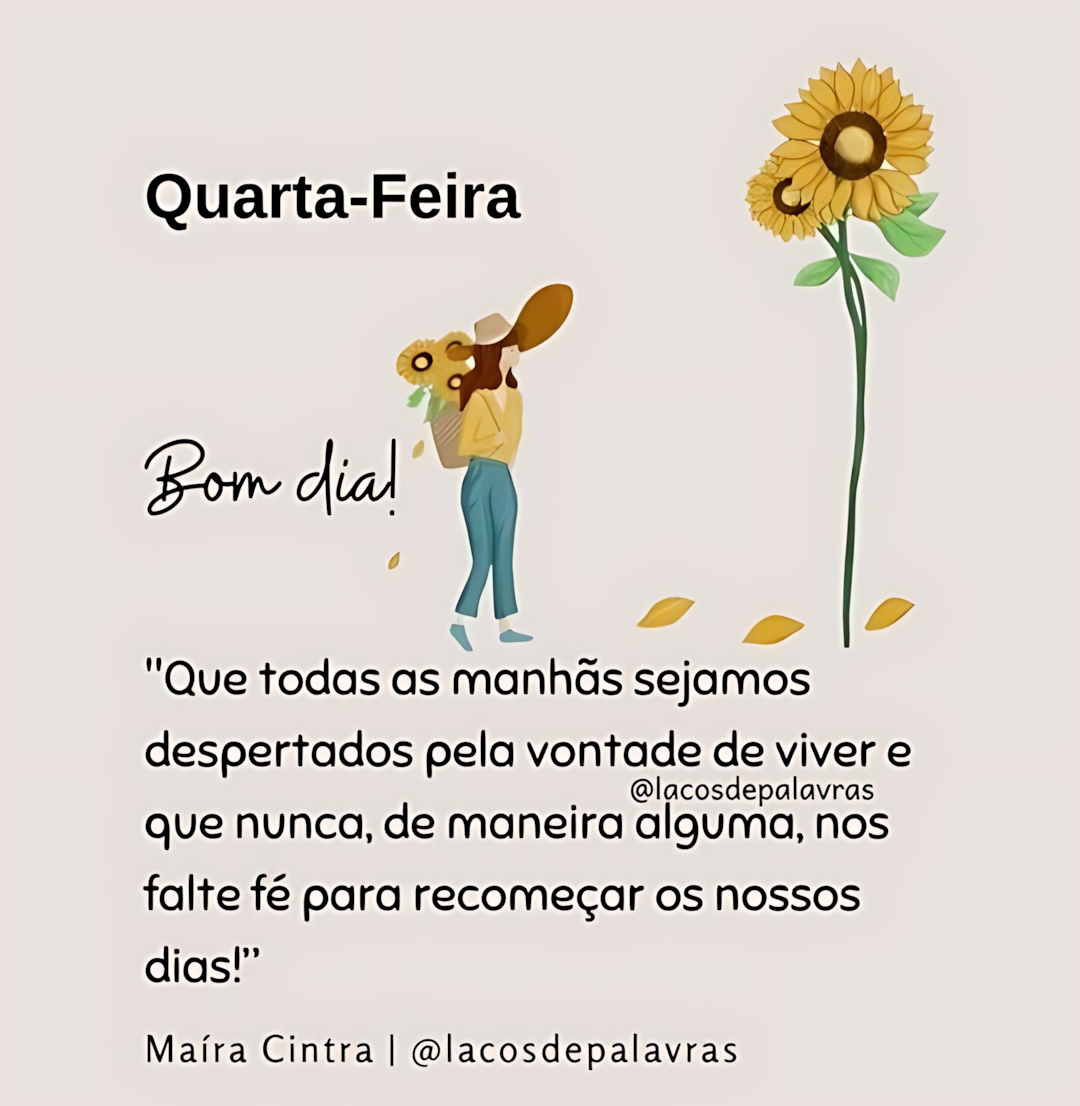 Quarta-Feira
Bom dia!
"Que todas as manhãs sejamos
despertados pela vontade de viver e
@lacosdepalavras
que nunca, de maneira alguma, nos
falte fé para recomeçar os nossos
dias!”
Maíra Cintra | @lacosdepalavras